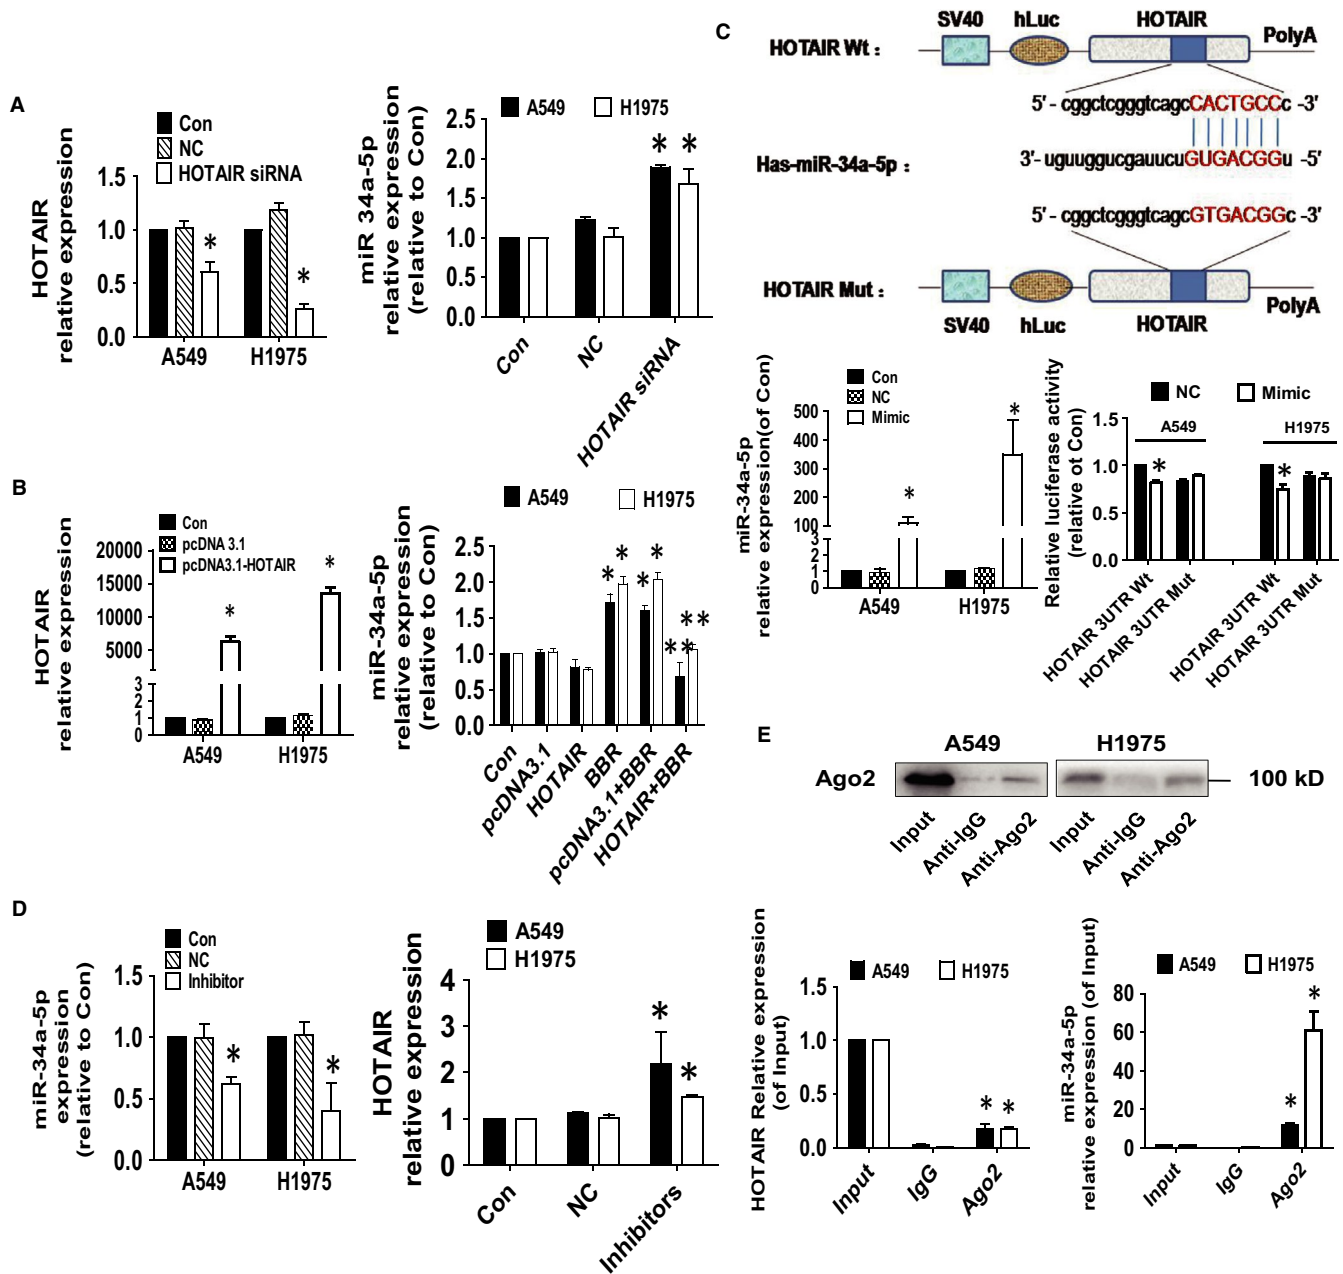 A
HOTAIR
relative expression
Con
NC
HOTAIR siRNA
1.5
1.0
0.5
0.0
A549 H1975
* *
miR 34a-5p
relative expression
(relative to Con)
A549 H1975
2.5
2.0
1.5
1.0
0.5
0.0
* *
Con NC HOTAIR siRNA
B
HOTAIR
relative expression
Con
pcDNA 3.1
pcDNA3.1-HOTAIR
20000
15000
10000
5000
3
2
1
0
* *
A549 H1975
miR-34a-5p
relative expression
(relative to Con)
A549 H1975
2.5
2.0
1.5
1.0
0.5
0.0
* * * * ** **
Con pcDNA3.1 HOTAIR BBR pcDNA3.1+BBR HOTAIR+BBR
C
SV40 hLuc HOTAIR PolyA
HOTAIR Wt :
5' - cggctcgggtcagcCACTGCCc -3'
Has-miR-34a-5p :
3'- uguuggucgauucuGUGACGGu -5'
5' - cggctcgggtcagcGTGACGGc -3'
HOTAIR Mut :
PolyA
SV40 hLuc HOTAIR
miR-34a-5p
relative expression(of Con)
Con
NC
Mimic
500
400
300
200
100
3
2
1
0
* *
A549 H1975
Relative luciferase activity
(relative ot Con)
NC Mimic
A549 H1975
1.5
1.0
0.5
0.0
* *
HOTAIR 3UTR Wt HOTAIR 3UTR Mut HOTAIR 3UTR Wt HOTAIR 3UTR Mut
D
miR-34a-5p
expression
(relative to Con)
Con
NC
Inhibitor
1.5
1.0
0.5
0.0
* *
A549 H1975
HOTAIR
relative expression
A549
H1975
4
3
2
1
0
* *
Con NC Inhibitors
E
A549 H1975
Ago2 100 kD
Input Anti-IgG Anti-Ago2 Input Anti-IgG Anti-Ago2
HOTAIR Relative expression
(of Input)
A549 H1975
1.5
1.0
0.5
0.0
* *
Input IgG Ago2
miR-34a-5p
relative expression (of Input)
A549 H1975
80
60
40
20
0
* *
Input IgG Ago2